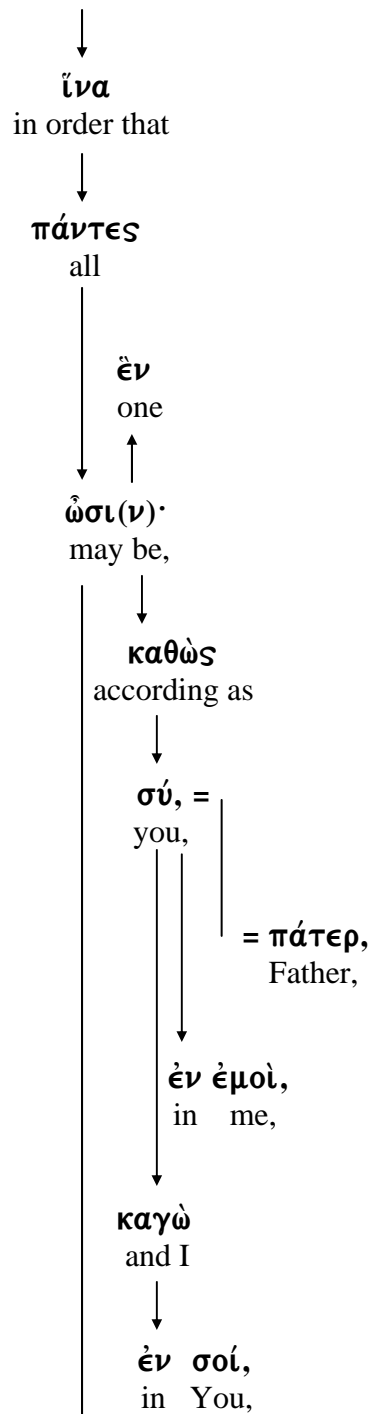 ἵνα
in order that
πάντες
all
ἓν
one
ὦσι(ν)·
may be,
καθὼς
according as
σύ, =
you,
= πάτερ,
Father,
ἐν ἐμοὶ,
in me,
καγὼ
and I
ἐν σοί,
in You,